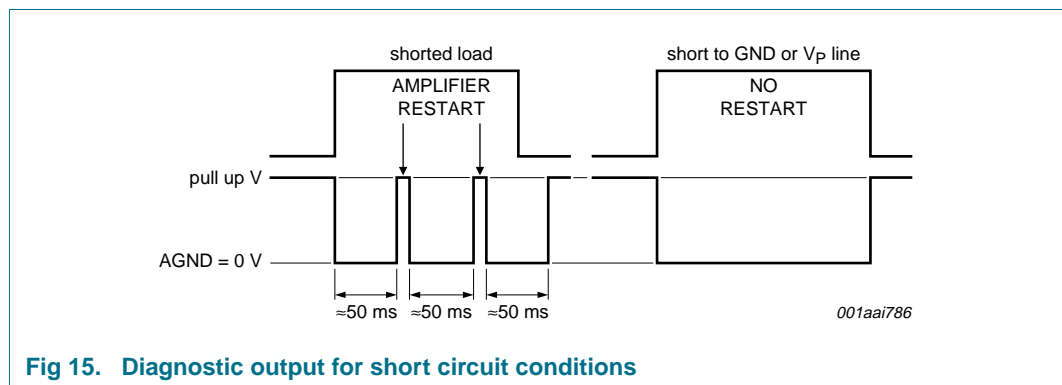 shorted load
short to GND or VP line
AMPLIFIER
RESTART
NO
RESTART
pull up V
AGND = 0 V
≈50 ms ≈50 ms ≈50 ms
001aai786
Fig 15. Diagnostic output for short circuit conditions